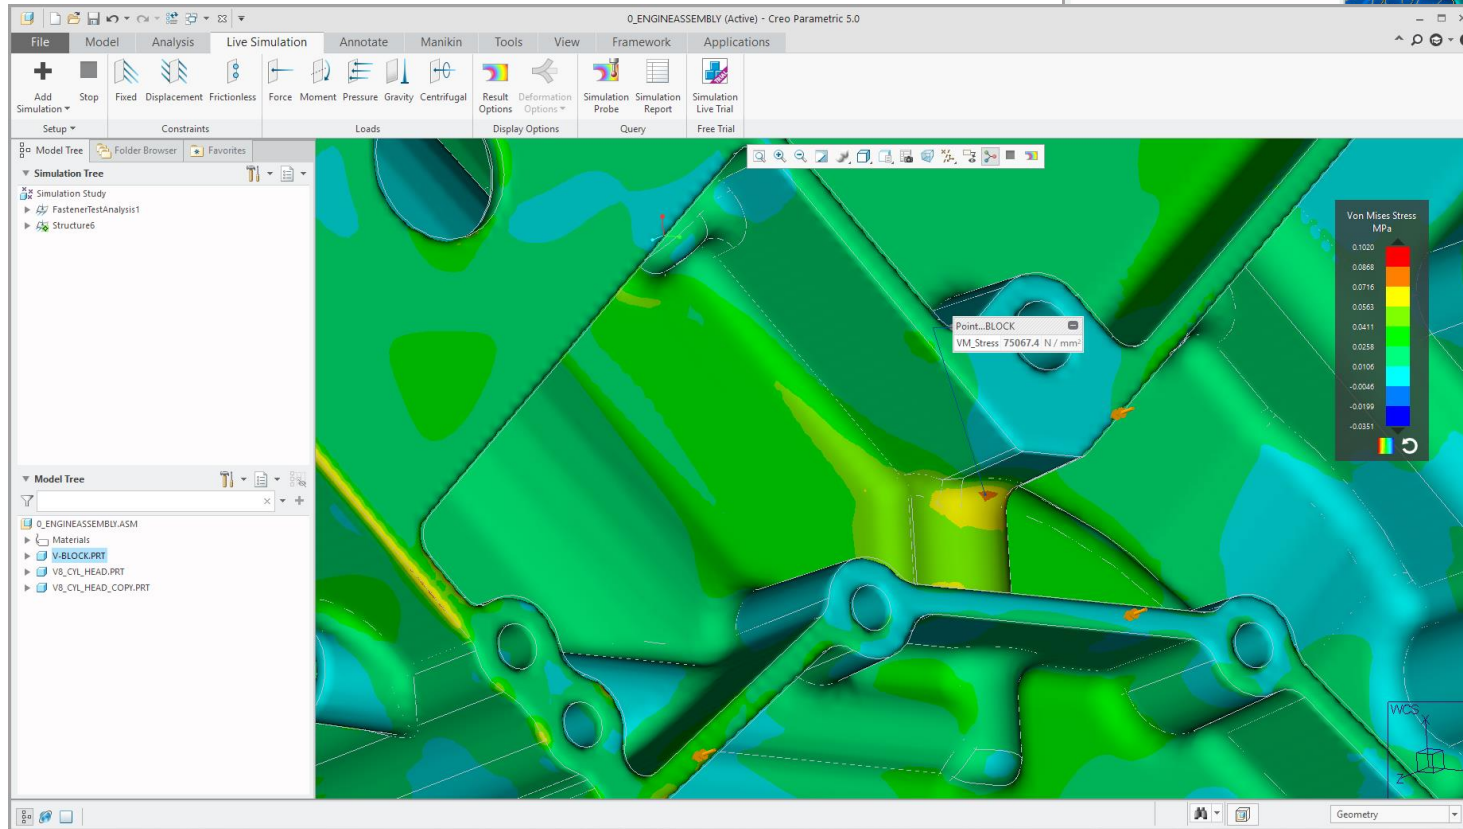 0_ENGINEASSEMBLY (Active) - Creo Parametric 5.0
File Model Analysis Live Simulation Annotate Manikin Tools View Framework Applications
Add Simulation
Stop
Fixed
Displacement
Frictionless
Force
Moment
Pressure
Gravity
Centrifugal
Result Options
Deformation Options
Simulation Probe
Simulation Report
Simulation Live Trial
Setup
Constraints
Loads
Display Options
Query
Free Trial
Model Tree
Folder Browser
Favorites
Simulation Tree
Simulation Study
FastenerTestAnalysis1
Structure6
Model Tree
0_ENGINEASSEMBLY.ASM
Materials
V-BLOCK.PRT
V8_CYL_HEAD.PRT
V8_CYL_HEAD_COPY.PRT
Point...BLOCK
VM_Stress 75067.4 N / mm²
Von Mises Stress
MPa
0.1020
0.0868
0.0716
0.0563
0.0411
0.0258
0.0106
-0.0046
-0.0199
-0.0351
WCS
X
Z
Geometry